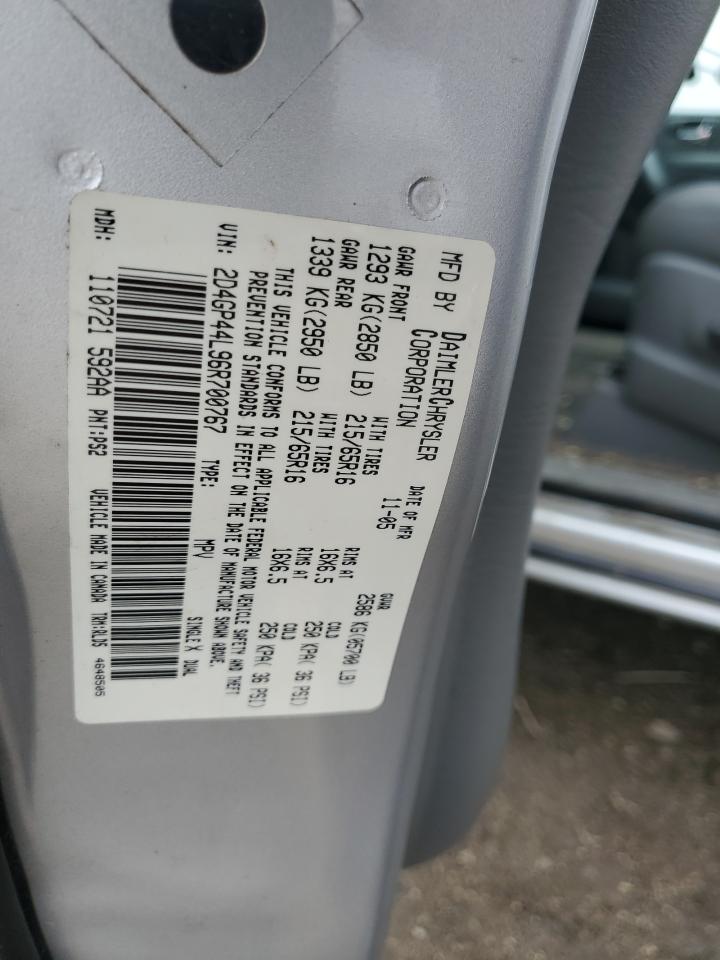 MFD BY DAIMLERCHRYSLER CORPORATION
DATE OF MFR 11-05
GVWR 2586 KG(05700 LB)
GAWR FRONT WITH TIRES RIMS AT COLD
1293 KG(2850 LB) 215/65R16 16X6.5 250 KPA( 36 PSI)
GAWR REAR WITH TIRES RIMS AT COLD
1339 KG(2950 LB) 215/65R16 16X6.5 250 KPA( 36 PSI)
THIS VEHICLE CONFORMS TO ALL APPLICABLE FEDERAL MOTOR VEHICLE SAFETY AND THEFT
PREVENTION STANDARDS IN EFFECT ON THE DATE OF MANUFACTURE SHOWN ABOVE.
VIN: 2D4GP44L96R700767 TYPE: MPV SINGLE X DUAL
MDH: 110721 592AA PNT:PS2 VEHICLE MADE IN CANADA TRM:RLD5 4648505